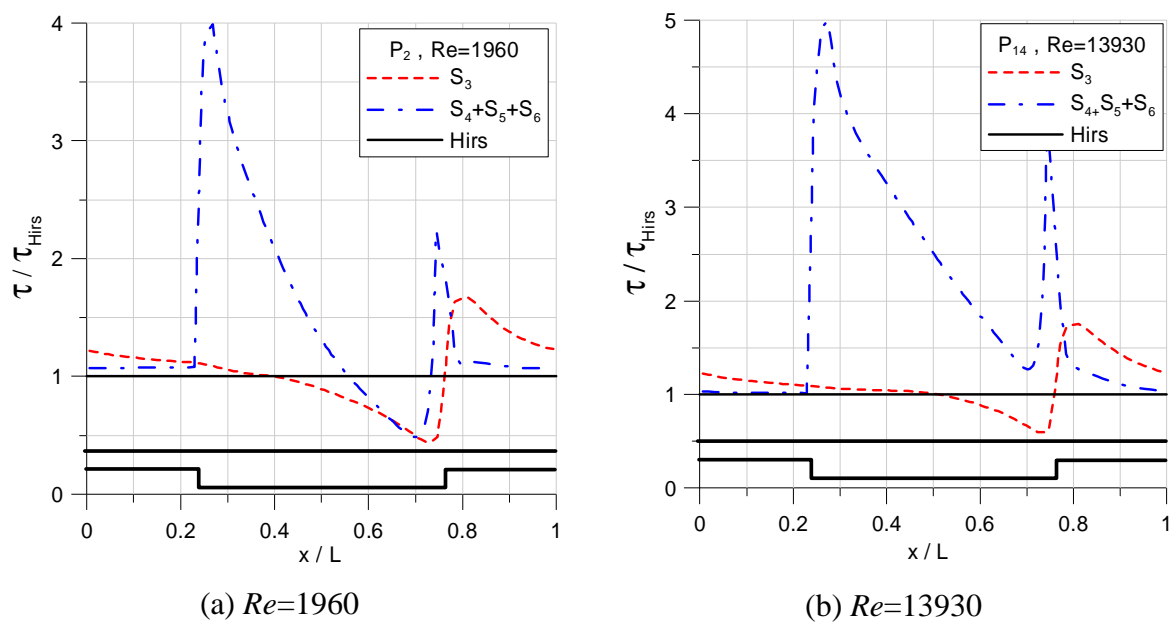 4
3
2
1
0
τ / τHirs
P2 , Re=1960
S3
S4+S5+S6
Hirs
0 0.2 0.4 0.6 0.8 1
x / L
(a) Re=1960
5
4
3
2
1
0
τ / τHirs
P14 , Re=13930
S3
S4+S5+S6
Hirs
0 0.2 0.4 0.6 0.8 1
x / L
(b) Re=13930